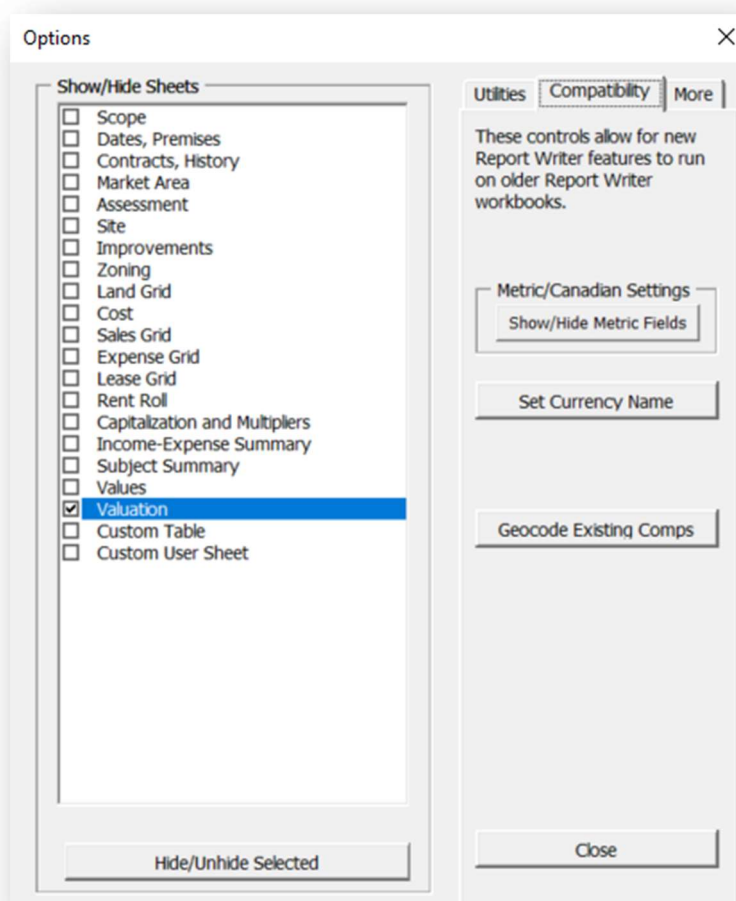 Options
Show/Hide Sheets
Scope
Dates, Premises
Contracts, History
Market Area
Assessment
Site
Improvements
Zoning
Land Grid
Cost
Sales Grid
Expense Grid
Lease Grid
Rent Roll
Capitalization and Multipliers
Income-Expense Summary
Subject Summary
Values
Valuation
Custom Table
Custom User Sheet
Hide/Unhide Selected
Utilities Compatibility More
These controls allow for new
Report Writer features to run
on older Report Writer
workbooks.
Metric/Canadian Settings
Show/Hide Metric Fields
Set Currency Name
Geocode Existing Comps
Close